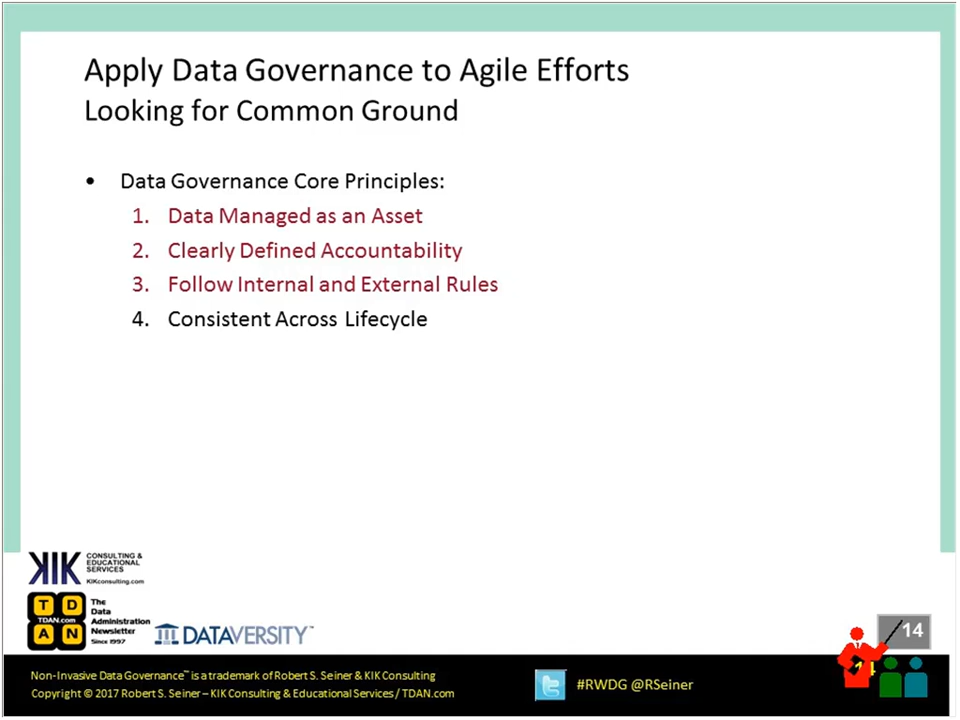 Apply Data Governance to Agile Efforts
Looking for Common Ground
• Data Governance Core Principles:
1. Data Managed as an Asset
2. Clearly Defined Accountability
3. Follow Internal and External Rules
4. Consistent Across Lifecycle
KIK CONSULTING &
EDUCATIONAL
SERVICES
KIKconsulting.com
T D
TDAN.com
A N
The
Data
Administration
Newsletter
Since 1997
DATAVERSITY™
14
14
Non-Invasive Data Governance™ is a trademark of Robert S. Seiner & KIK Consulting
Copyright © 2017 Robert S. Seiner – KIK Consulting & Educational Services / TDAN.com
#RWDG @RSeiner